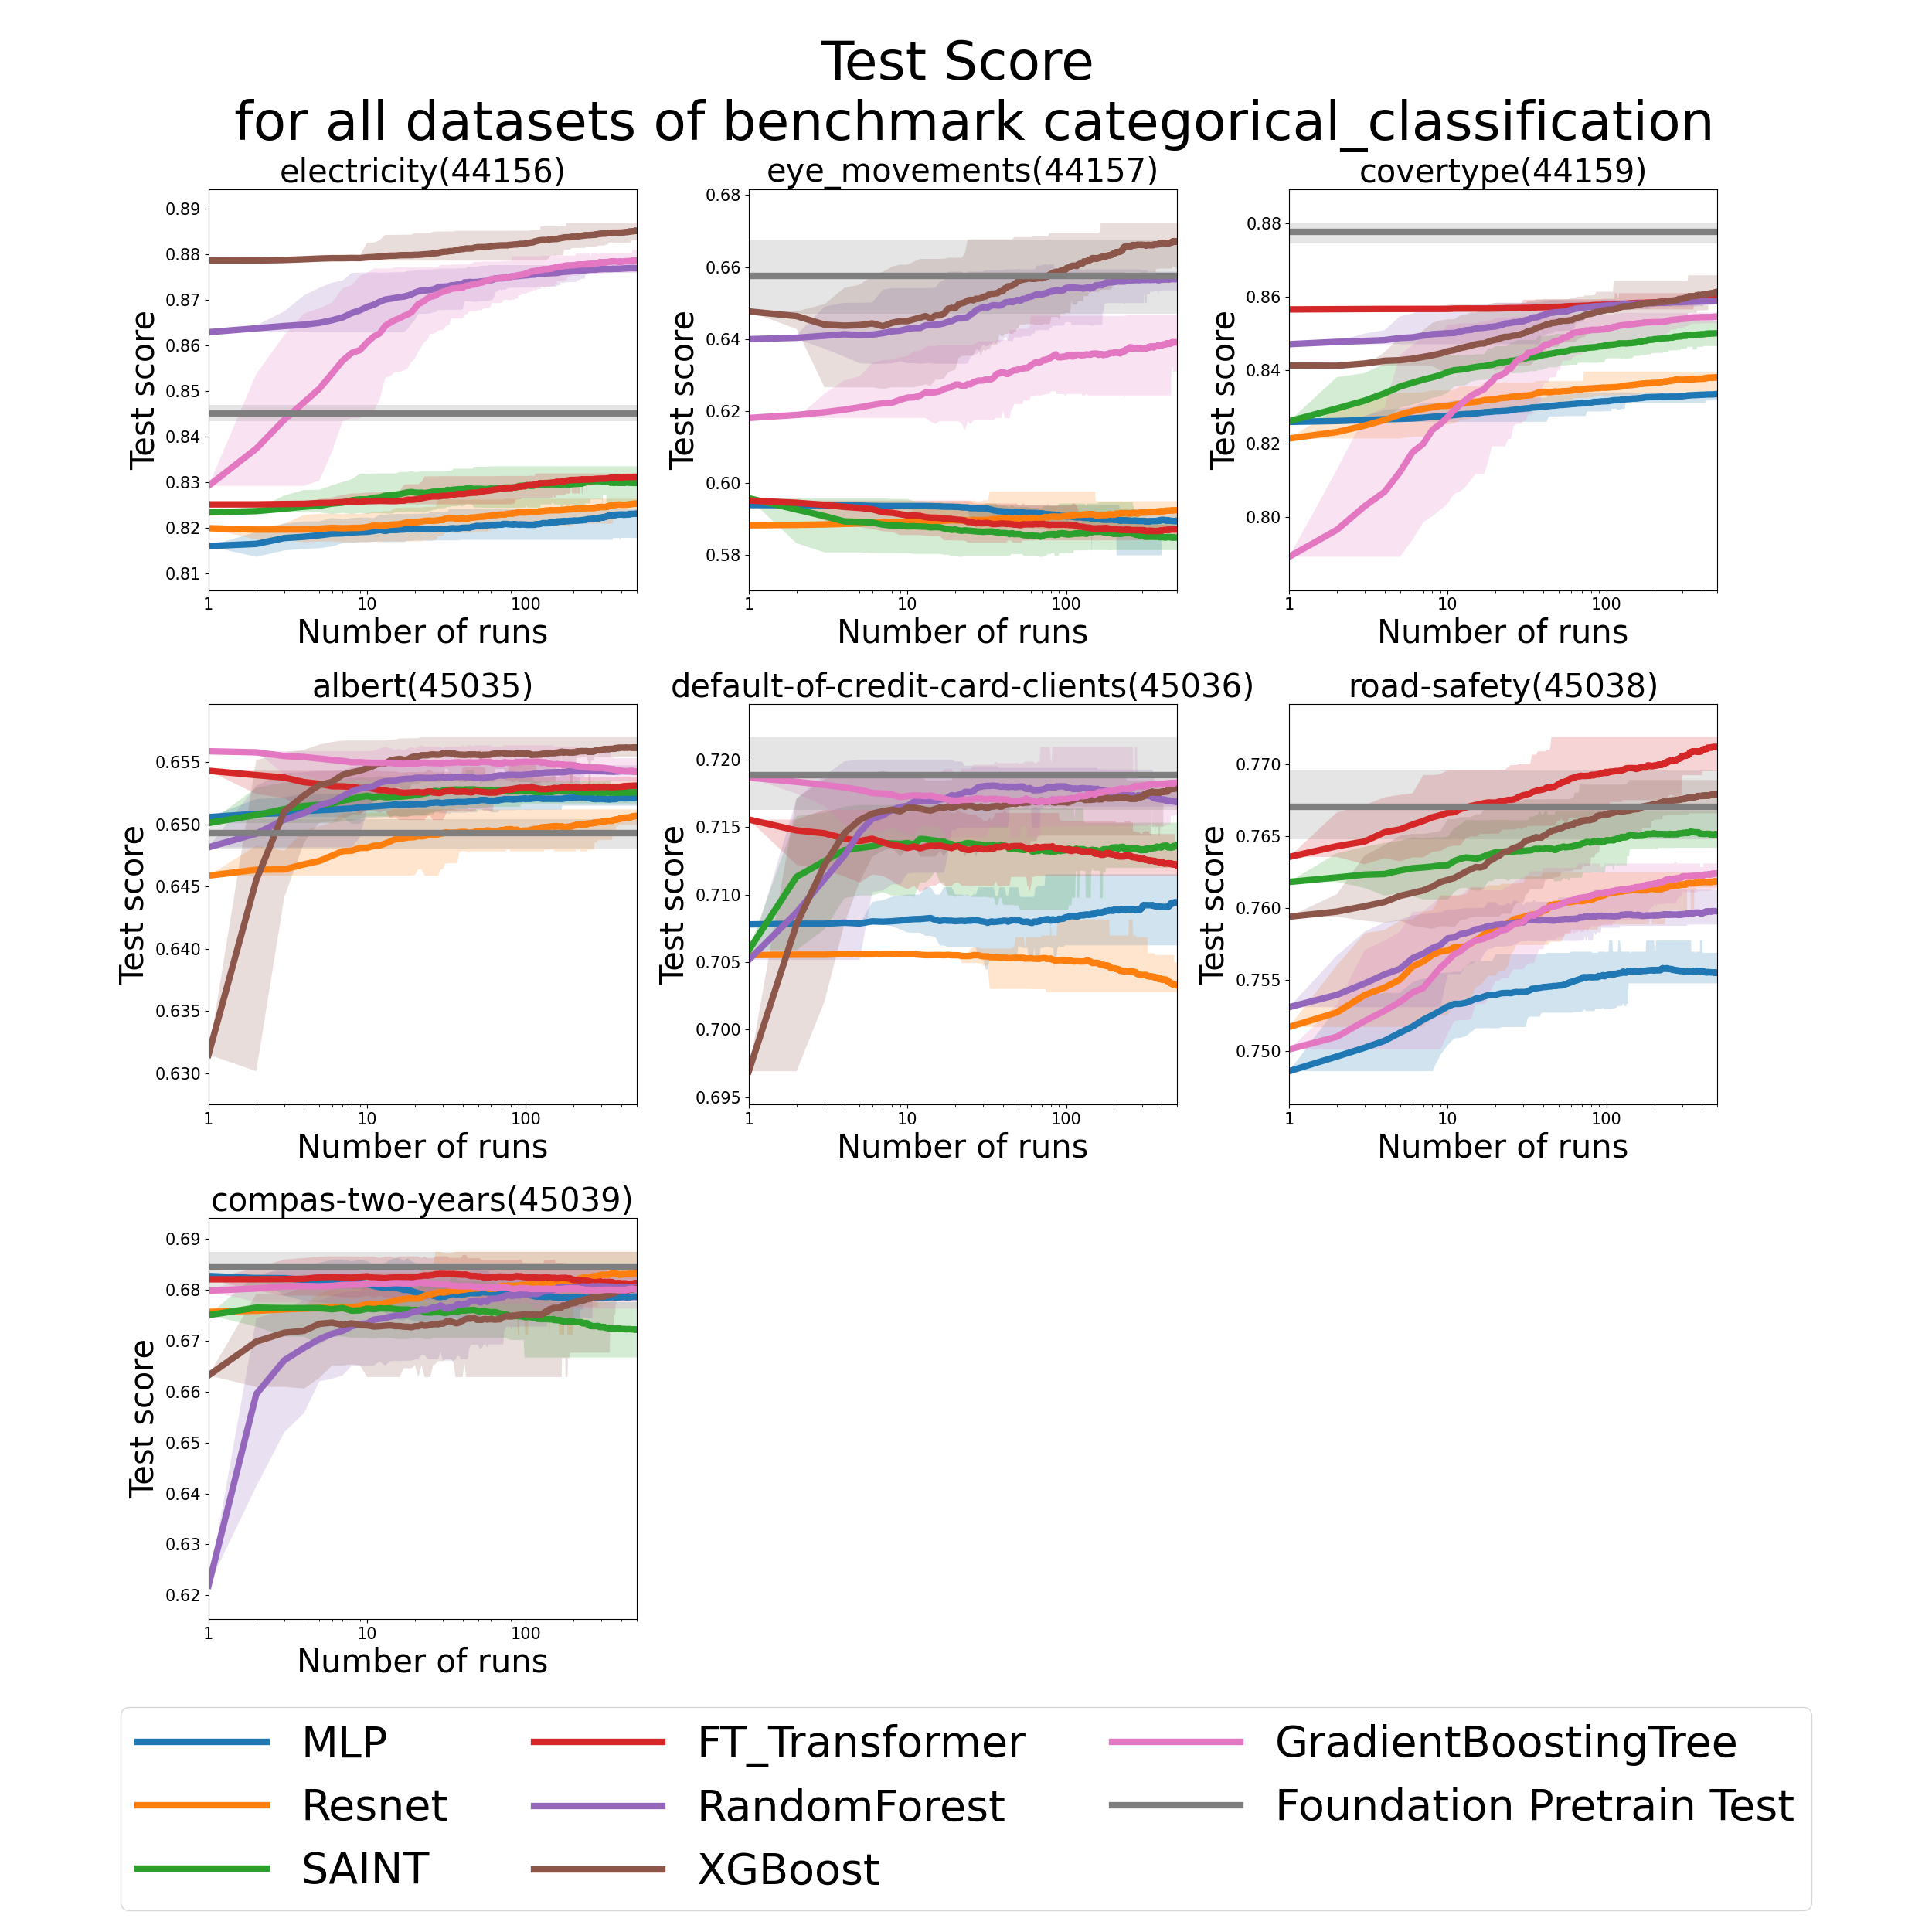 Test Score
for all datasets of benchmark categorical_classification
electricity(44156)
0.89
0.88
0.87
0.86
0.85
0.84
0.83
0.82
0.81
Test score
1
10
100
Number of runs
eye_movements(44157)
0.68
0.66
0.64
0.62
0.60
0.58
Test score
1
10
100
Number of runs
covertype(44159)
0.88
0.86
0.84
0.82
0.80
Test score
1
10
100
Number of runs
albert(45035)
0.655
0.650
0.645
0.640
0.635
0.630
Test score
1
10
100
Number of runs
default-of-credit-card-clients(45036)
0.720
0.715
0.710
0.705
0.700
0.695
Test score
1
10
100
Number of runs
road-safety(45038)
0.770
0.765
0.760
0.755
0.750
Test score
1
10
100
Number of runs
compas-two-years(45039)
0.69
0.68
0.67
0.66
0.65
0.64
0.63
0.62
Test score
1
10
100
Number of runs
MLP
Resnet
SAINT
FT_Transformer
RandomForest
XGBoost
GradientBoostingTree
Foundation Pretrain Test